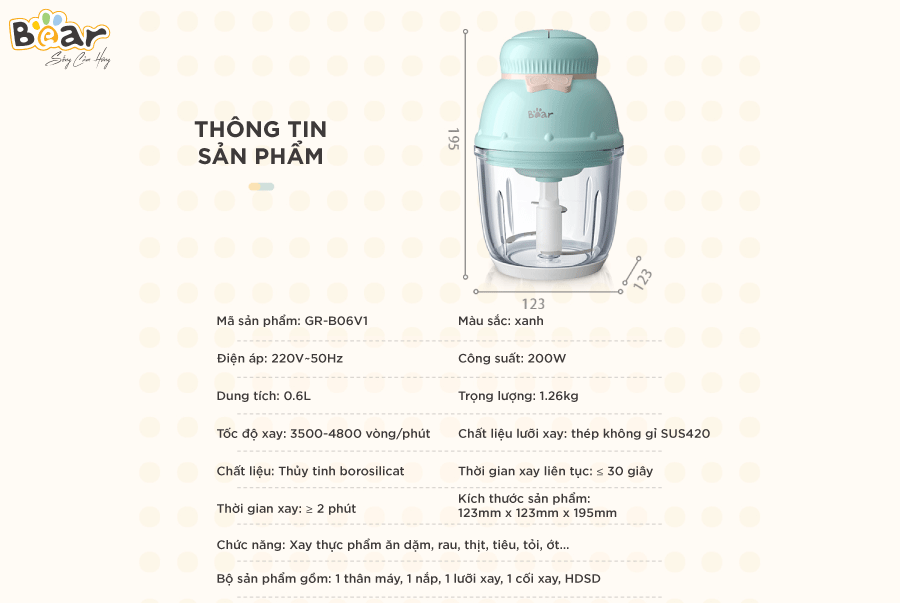 Bear
Sống Cảm Hứng
THÔNG TIN
SẢN PHẨM
Bear
195
123
123
Mã sản phẩm: GR-B06V1
Màu sắc: xanh
Điện áp: 220V~50Hz
Công suất: 200W
Dung tích: 0.6L
Trọng lượng: 1.26kg
Tốc độ xay: 3500-4800 vòng/phút
Chất liệu lưỡi xay: thép không gỉ SUS420
Chất liệu: Thủy tinh borosilicat
Thời gian xay liên tục: ≤ 30 giây
Thời gian xay: ≥ 2 phút
Kích thước sản phẩm:
123mm x 123mm x 195mm
Chức năng: Xay thực phẩm ăn dặm, rau, thịt, tiêu, tỏi, ớt...
Bộ sản phẩm gồm: 1 thân máy, 1 nắp, 1 lưỡi xay, 1 cối xay, HDSD